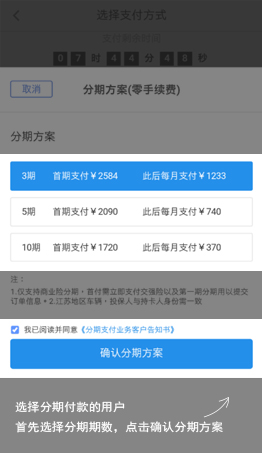 选择支付方式
支付剩余时间
0 7 时 4 4 分 4 8 秒
取消 分期方案(零手续费)
分期方案
3期 首期支付￥2584 此后每月支付￥1233
5期 首期支付￥2090 此后每月支付￥740
10期 首期支付￥1720 此后每月支付￥370
注：
1.仅支持商业险分期，首付需立即支付交强险以及第一期分期用以提交
订单信息。2.江苏地区车辆，投保人与持卡人身份需一致
我已阅读并同意《分期支付业务客户告知书》
确认分期方案
选择分期付款的用户
首先选择分期期数，点击确认分期方案